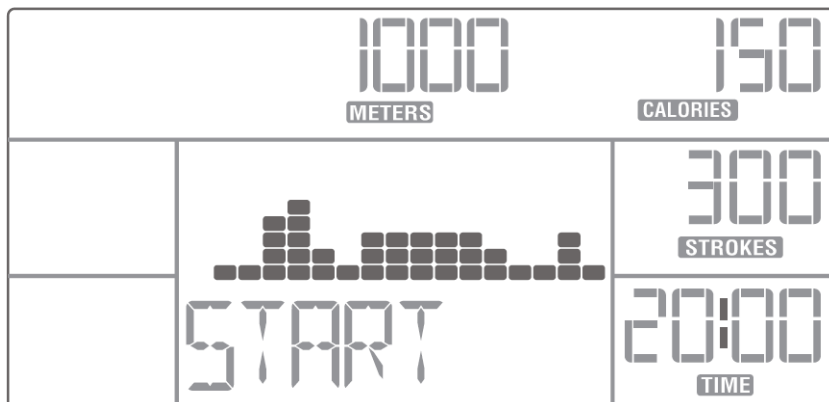 1000 150
METERS CALORIES
300
STROKES
START 20:00
TIME